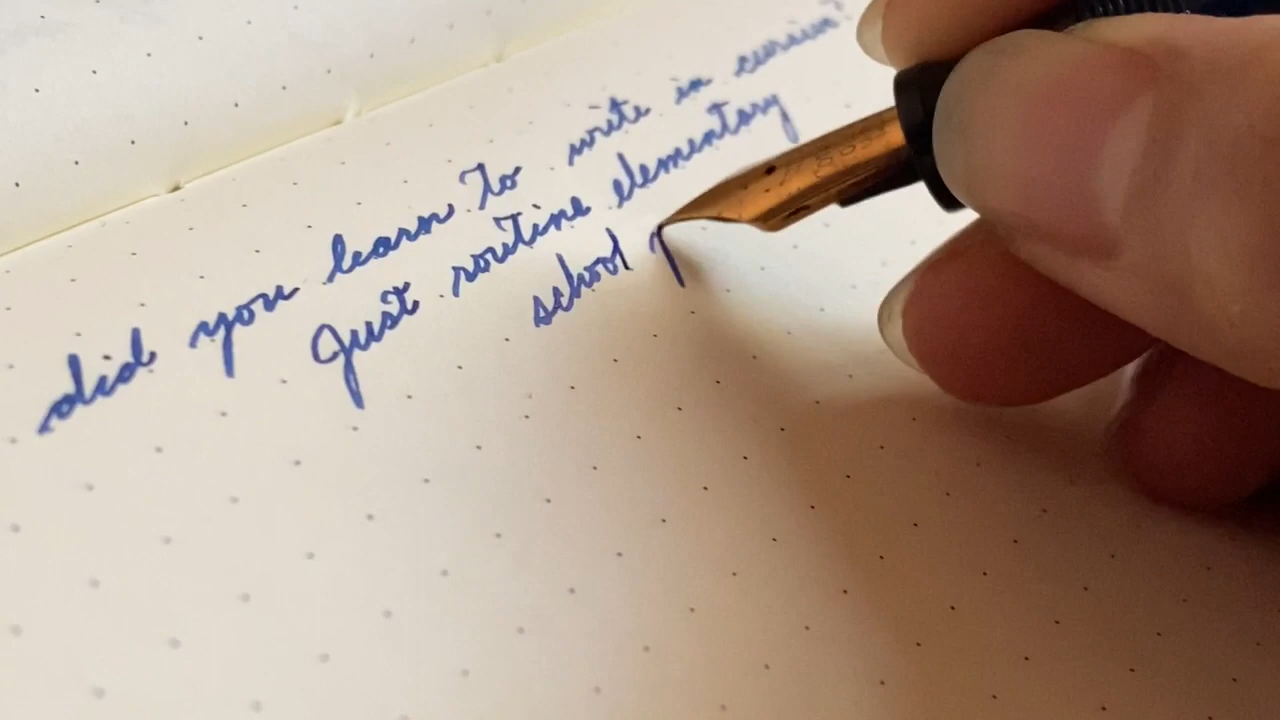 did you learn to write in cursive?
Just routine elementary
school p